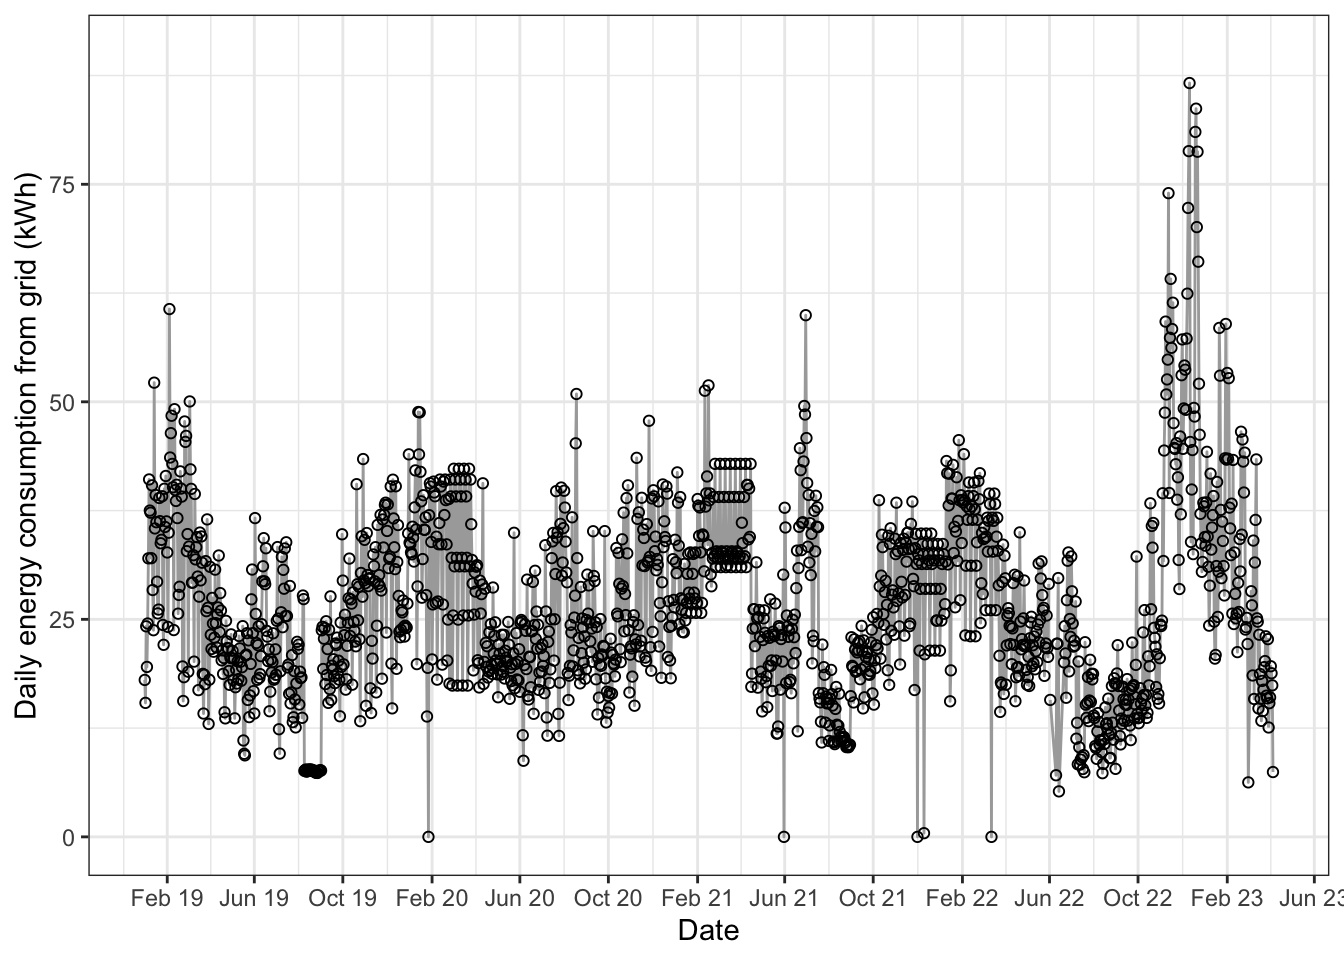 Daily energy consumption from grid (kWh)
75
50
25
0
Feb 19 Jun 19 Oct 19 Feb 20 Jun 20 Oct 20 Feb 21 Jun 21 Oct 21 Feb 22 Jun 22 Oct 22 Feb 23 Jun 23
Date